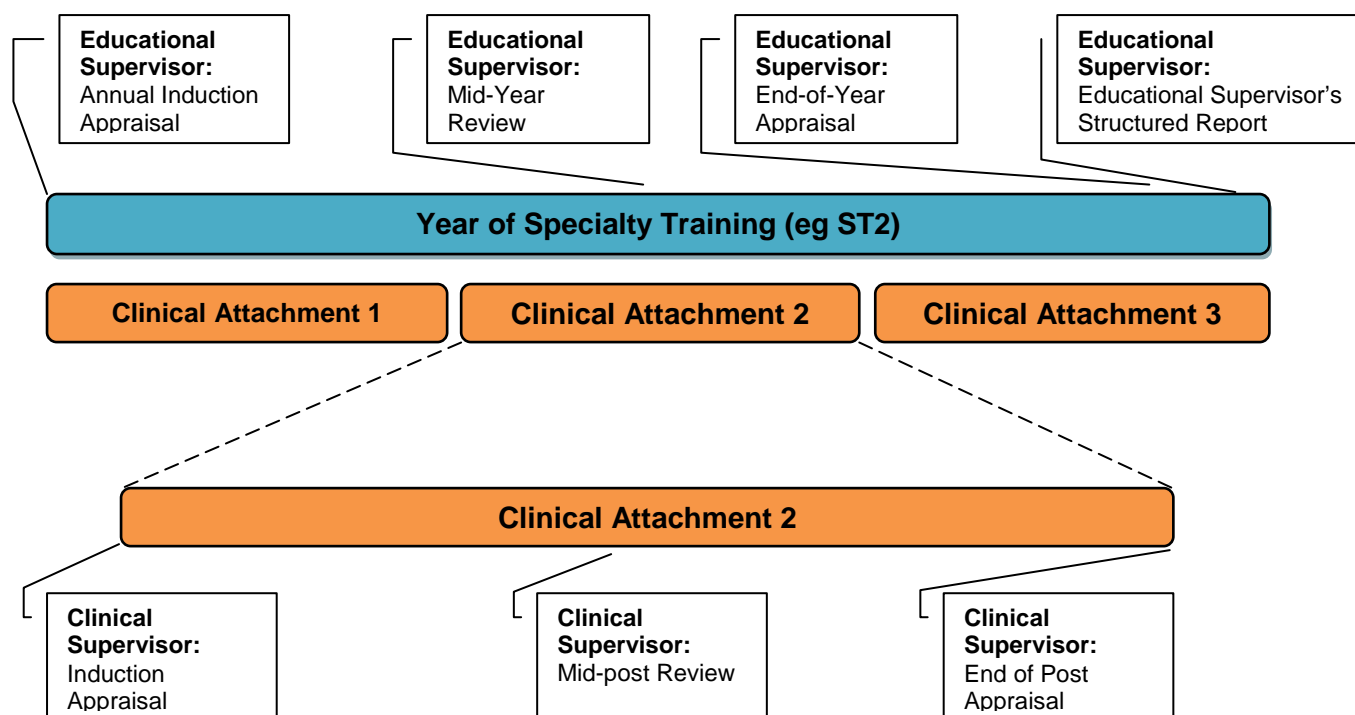 Educational
Supervisor:
Annual Induction
Appraisal
Educational
Supervisor:
Mid-Year
Review
Educational
Supervisor:
End-of-Year
Appraisal
Educational
Supervisor:
Educational Supervisor’s
Structured Report
Year of Specialty Training (eg ST2)
Clinical Attachment 1
Clinical Attachment 2
Clinical Attachment 3
Clinical Attachment 2
Clinical
Supervisor:
Induction
Appraisal
Clinical
Supervisor:
Mid-post Review
Clinical
Supervisor:
End of Post
Appraisal